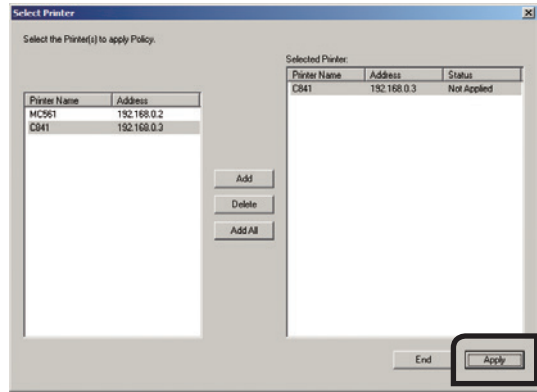 Select Printer
Select the Printer(s) to apply Policy.
Selected Printer:
Printer Name Address Status
C841 192.168.0.3 Not Applied
Printer Name Address
MC561 192.168.0.2
C841 192.168.0.3
Add
Delete
Add All
End Apply